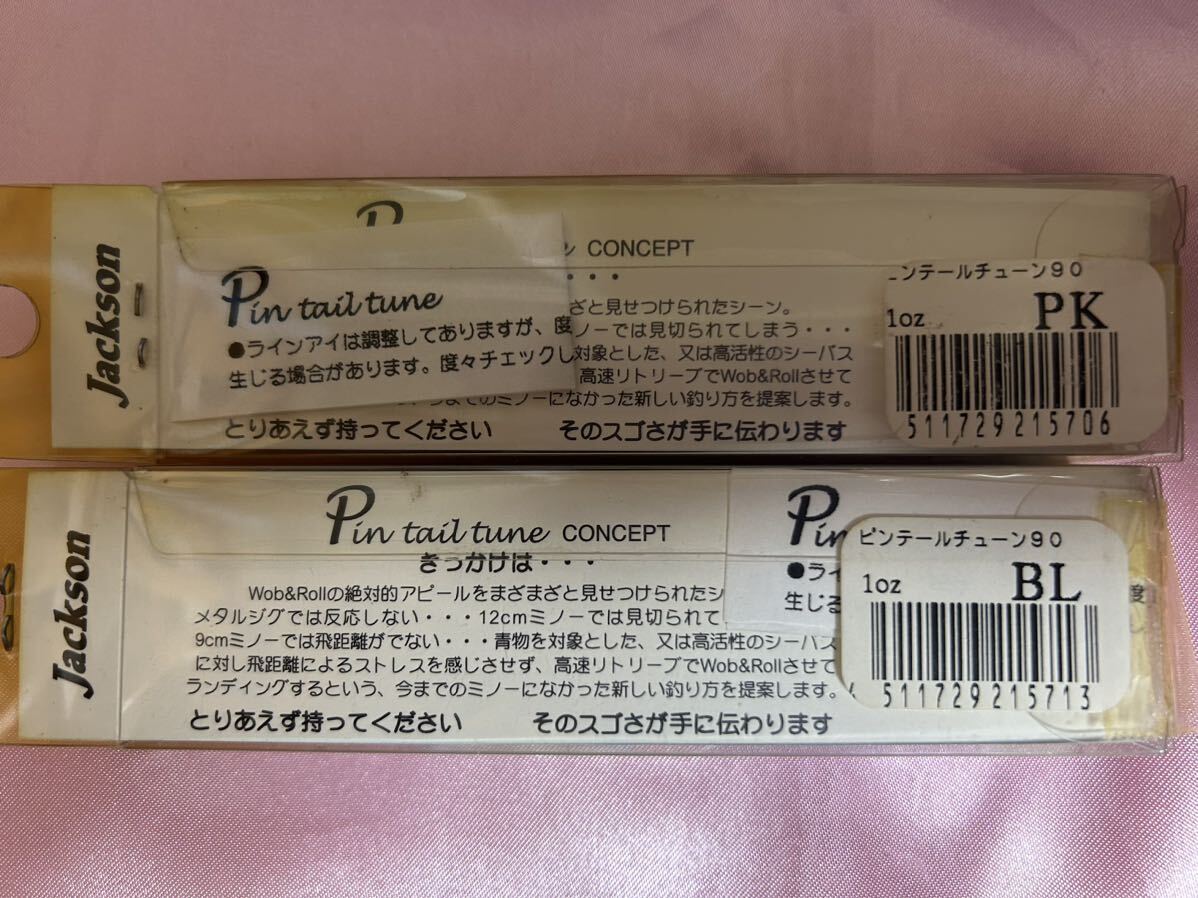 Jackson
CONCEPT
・・・
Pin tail tune
●ラインアイは調整してありますが、度
生じる場合があります。度々チェックし
ざと見せつけられたシーン。
ミノーでは見切られてしまう・・・
対象とした、又は高活性のシーバス
高速リトリーブでWob&Rollさせて
までのミノーになかった新しい釣り方を提案します。
とりあえず持ってください そのスゴさが手に伝わります
ピンテールチューン90
1oz PK
511729215706
Jackson
Pin tail tune CONCEPT
きっかけは・・・
Wob&Rollの絶対的アピールをまざまざと見せつけられたシ
メタルジグでは反応しない・・・12cmミノーでは見切られて
9cmミノーでは飛距離がでない・・・青物を対象とした、又は高活性のシーバス
に対し飛距離によるストレスを感じさせず、高速リトリーブでWob&Rollさせて
ランディングするという、今までのミノーになかった新しい釣り方を提案します。
とりあえず持ってください そのスゴさが手に伝わります
Pin
●ライ
生じる
度
ピンテールチューン90
1oz BL
511729215713